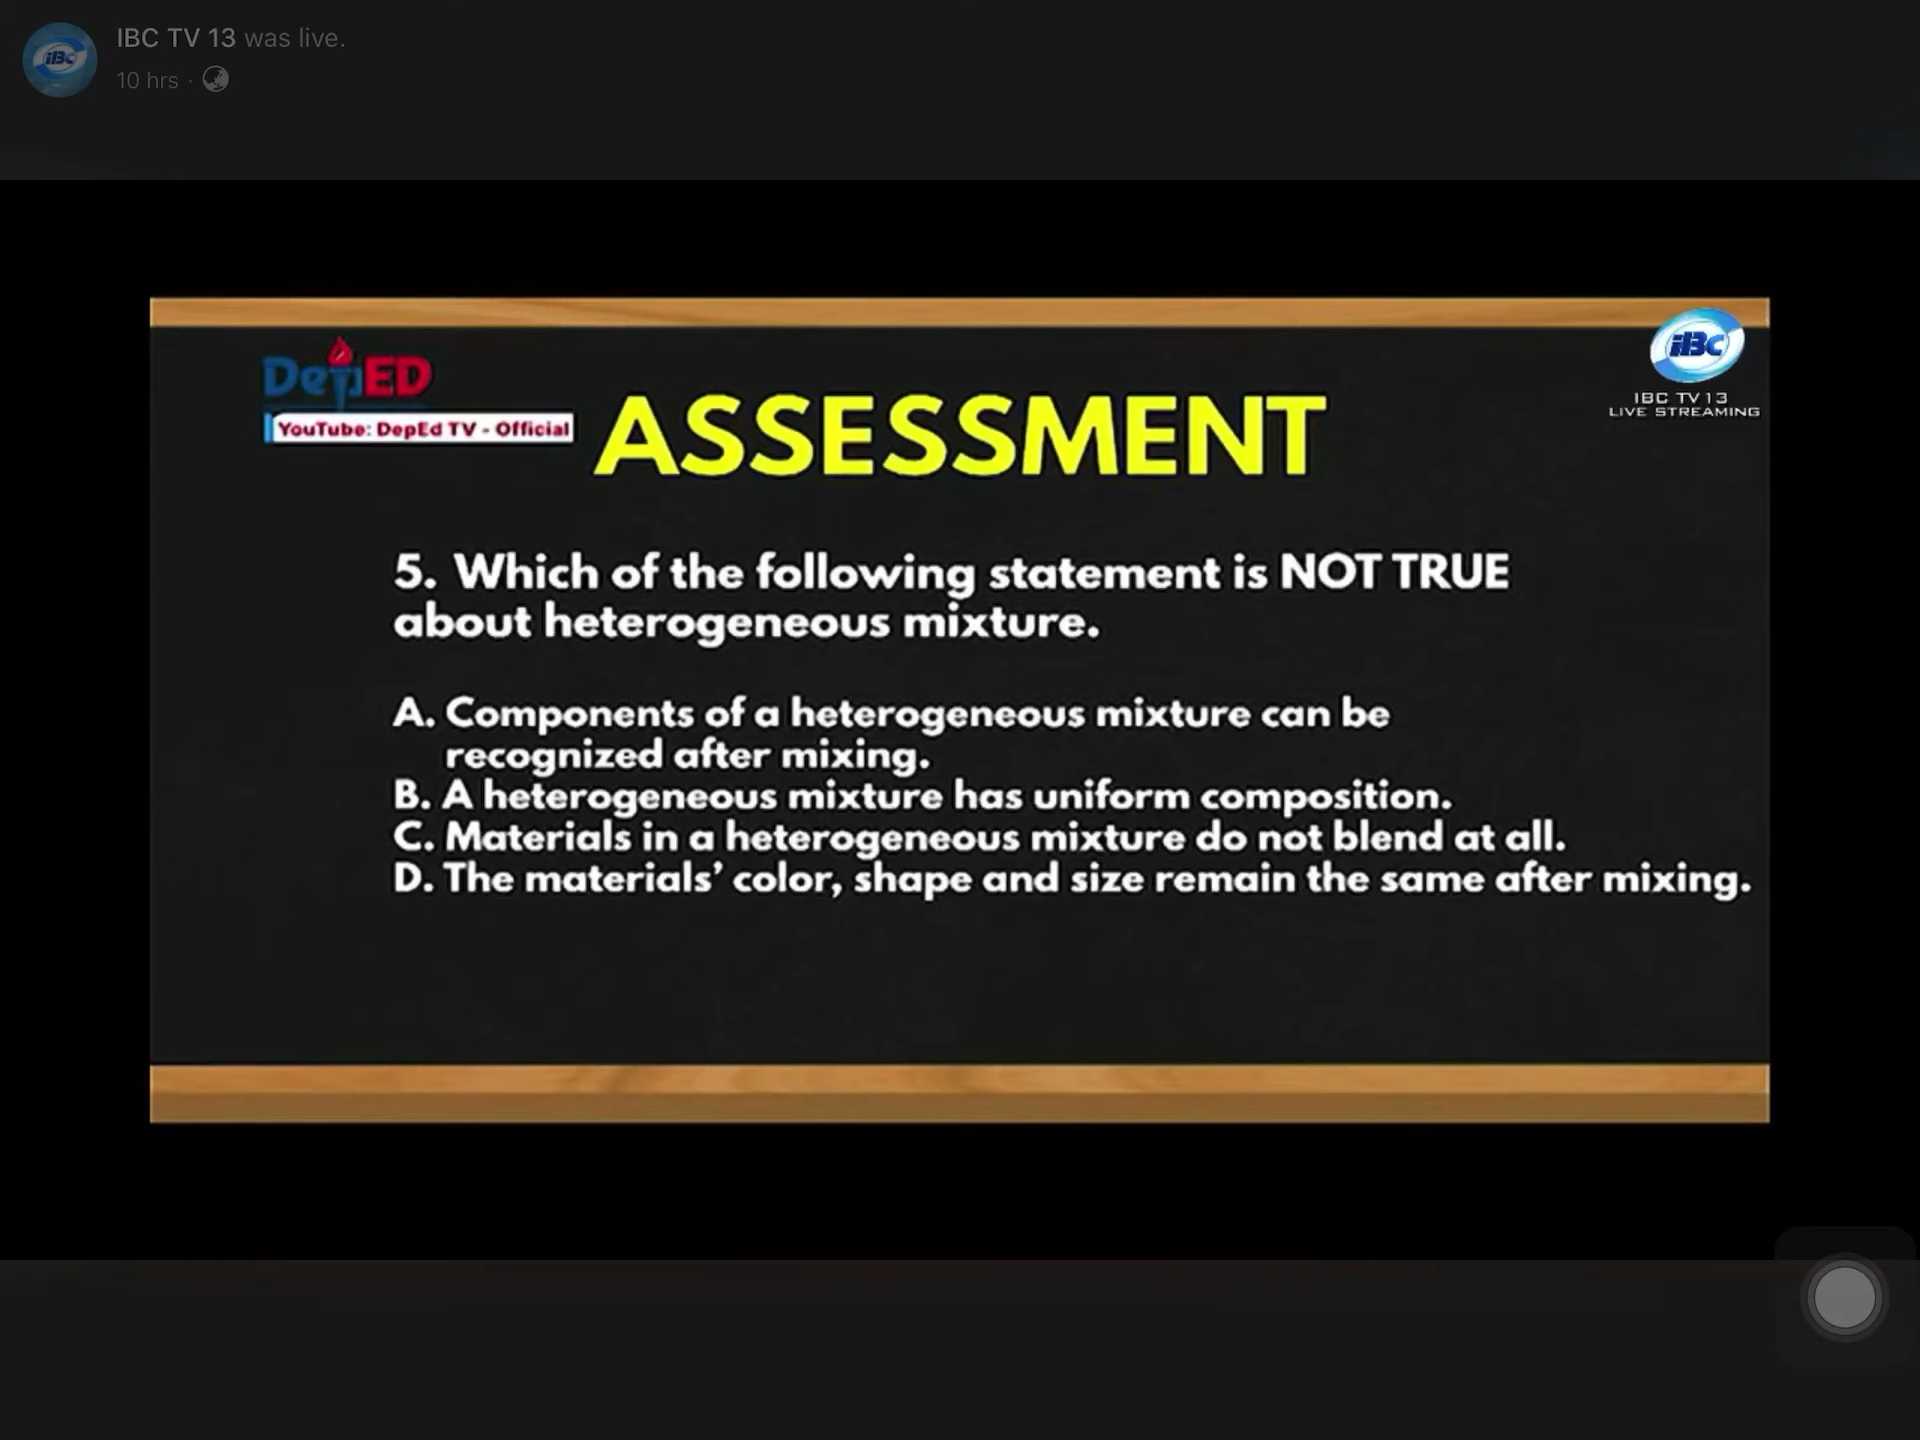 IBC TV 13 was live.
10 hrs ·
iBC
DepED
YouTube: DepEd TV - Official
ASSESSMENT
iBC
IBC TV 13
LIVE STREAMING
5. Which of the following statement is NOT TRUE
about heterogeneous mixture.
A. Components of a heterogeneous mixture can be
recognized after mixing.
B. A heterogeneous mixture has uniform composition.
C. Materials in a heterogeneous mixture do not blend at all.
D. The materials’ color, shape and size remain the same after mixing.